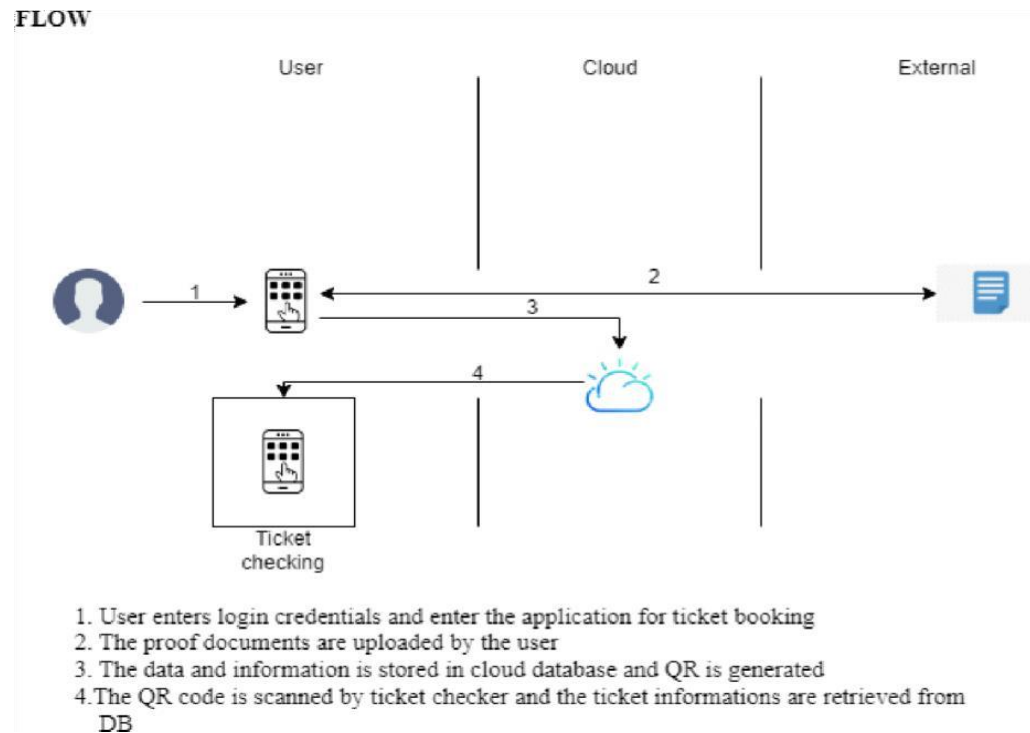 FLOW
User
Cloud
External
1
2
3
4
Ticket
checking
1. User enters login credentials and enter the application for ticket booking
2. The proof documents are uploaded by the user
3. The data and information is stored in cloud database and QR is generated
4.The QR code is scanned by ticket checker and the ticket informations are retrieved from
DB